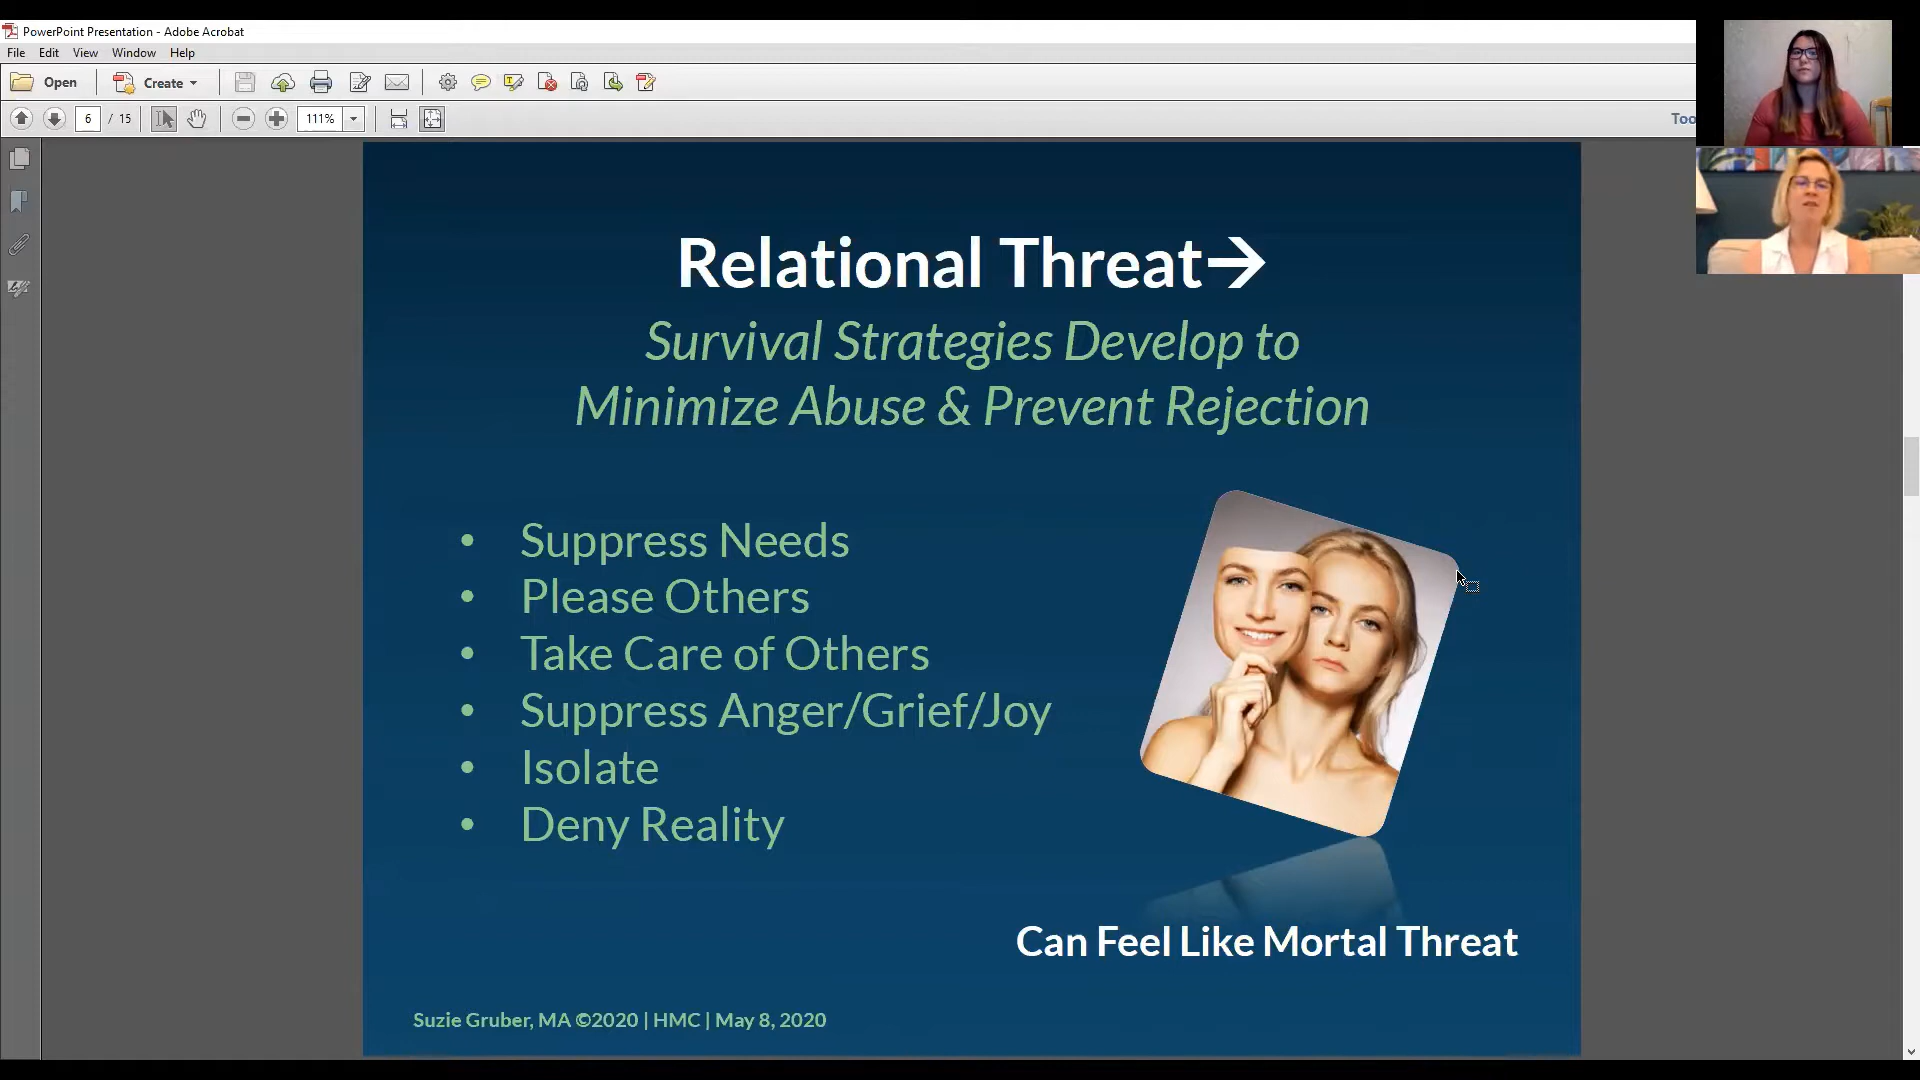 PowerPoint Presentation - Adobe Acrobat
File Edit View Window Help
Open Create
6 / 15 111% Too
Relational Threat→
Survival Strategies Develop to
Minimize Abuse & Prevent Rejection
• Suppress Needs
• Please Others
• Take Care of Others
• Suppress Anger/Grief/Joy
• Isolate
• Deny Reality
Can Feel Like Mortal Threat
Suzie Gruber, MA ©2020 | HMC | May 8, 2020